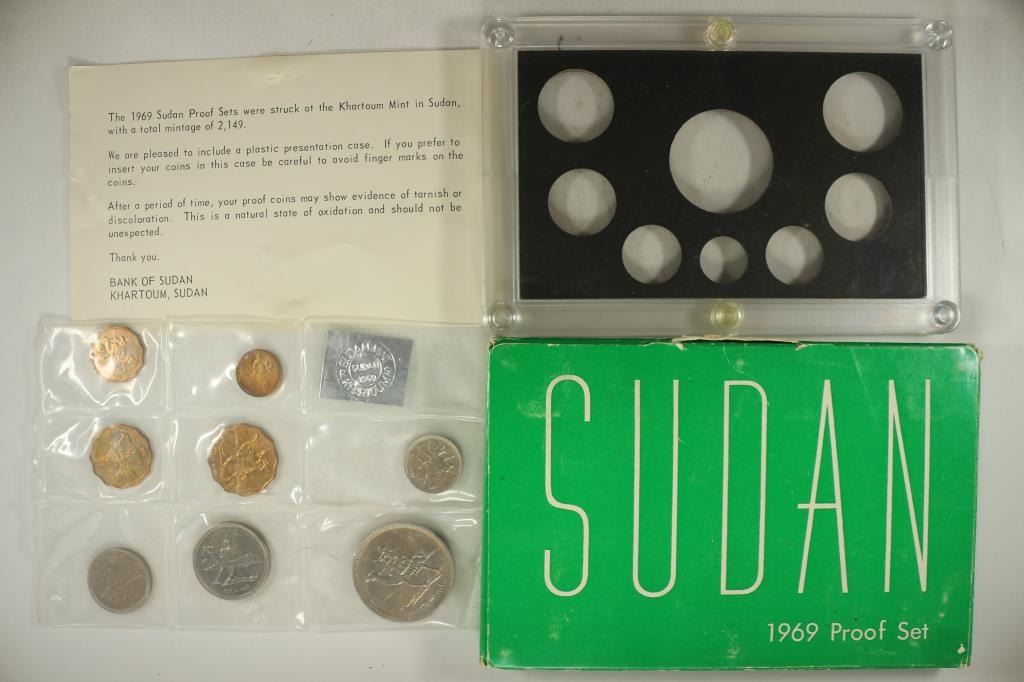 The 1969 Sudan Proof Sets were struck at the Khartoum Mint in Sudan,
with a total mintage of 2,149.
We are pleased to include a plastic presentation case. If you prefer to
insert your coins in this case be careful to avoid finger marks on the
coins.
After a period of time, your proof coins may show evidence of tarnish or
discoloration. This is a natural state of oxidation and should not be
unexpected.
Thank you.
BANK OF SUDAN
KHARTOUM, SUDAN
SUDAN
1969
SUDAN
1969 Proof Set